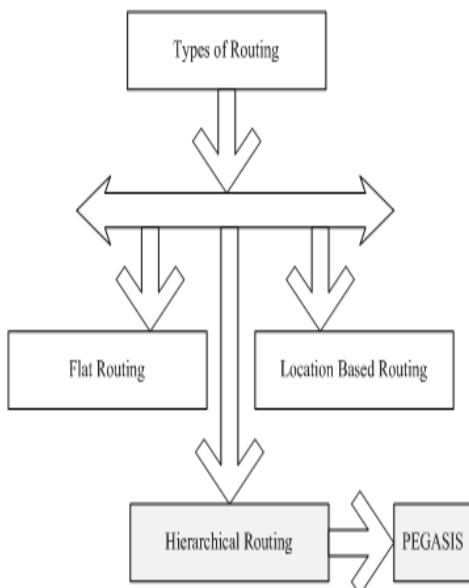 Types of Routing
Flat Routing
Location Based Routing
Hierarchical Routing
PEGASIS